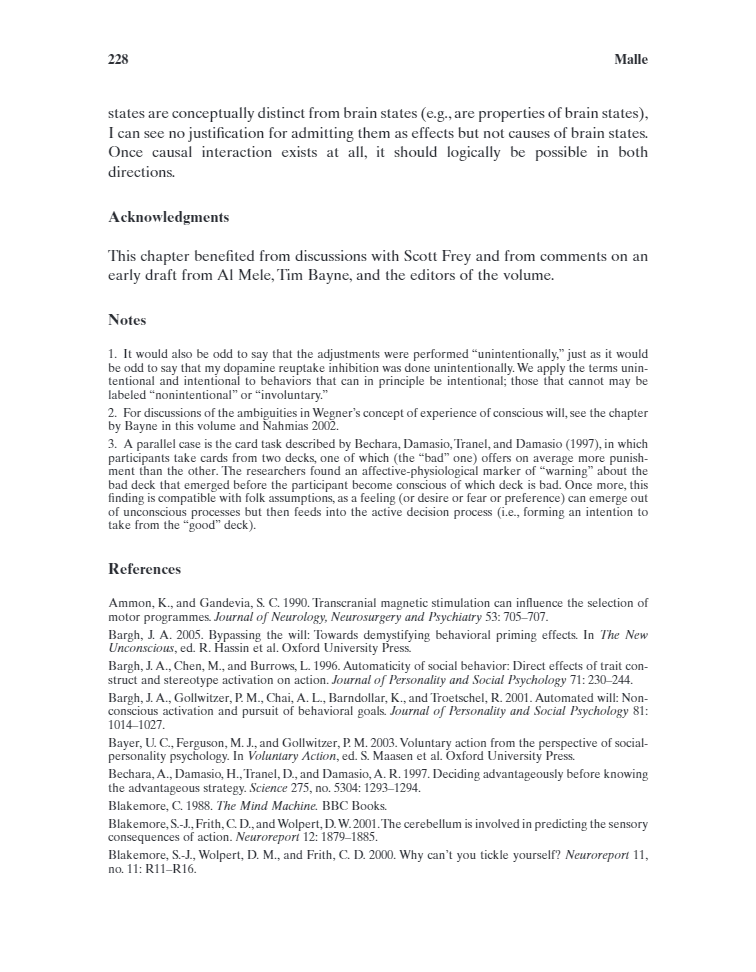 228 Malle
states are conceptually distinct from brain states (e.g., are properties of brain states),
I can see no justification for admitting them as effects but not causes of brain states.
Once causal interaction exists at all, it should logically be possible in both
directions.
Acknowledgments
This chapter benefited from discussions with Scott Frey and from comments on an
early draft from Al Mele, Tim Bayne, and the editors of the volume.
Notes
1. It would also be odd to say that the adjustments were performed “unintentionally,” just as it would
be odd to say that my dopamine reuptake inhibition was done unintentionally. We apply the terms unin-
tentional and intentional to behaviors that can in principle be intentional; those that cannot may be
labeled “nonintentional” or “involuntary.”
2. For discussions of the ambiguities in Wegner’s concept of experience of conscious will, see the chapter
by Bayne in this volume and Nahmias 2002.
3. A parallel case is the card task described by Bechara, Damasio, Tranel, and Damasio (1997), in which
participants take cards from two decks, one of which (the “bad” one) offers on average more punish-
ment than the other. The researchers found an affective-physiological marker of “warning” about the
bad deck that emerged before the participant become conscious of which deck is bad. Once more, this
finding is compatible with folk assumptions, as a feeling (or desire or fear or preference) can emerge out
of unconscious processes but then feeds into the active decision process (i.e., forming an intention to
take from the “good” deck).
References
Ammon, K., and Gandevia, S. C. 1990. Transcranial magnetic stimulation can influence the selection of
motor programmes. Journal of Neurology, Neurosurgery and Psychiatry 53: 705–707.
Bargh, J. A. 2005. Bypassing the will: Towards demystifying behavioral priming effects. In The New
Unconscious, ed. R. Hassin et al. Oxford University Press.
Bargh, J. A., Chen, M., and Burrows, L. 1996. Automaticity of social behavior: Direct effects of trait con-
struct and stereotype activation on action. Journal of Personality and Social Psychology 71: 230–244.
Bargh, J. A., Gollwitzer, P. M., Chai, A. L., Barndollar, K., and Troetschel, R. 2001. Automated will: Non-
conscious activation and pursuit of behavioral goals. Journal of Personality and Social Psychology 81:
1014–1027.
Bayer, U. C., Ferguson, M. J., and Gollwitzer, P. M. 2003. Voluntary action from the perspective of social-
personality psychology. In Voluntary Action, ed. S. Maasen et al. Oxford University Press.
Bechara, A., Damasio, H., Tranel, D., and Damasio, A. R. 1997. Deciding advantageously before knowing
the advantageous strategy. Science 275, no. 5304: 1293–1294.
Blakemore, C. 1988. The Mind Machine. BBC Books.
Blakemore, S.-J., Frith, C. D., and Wolpert, D. W. 2001. The cerebellum is involved in predicting the sensory
consequences of action. Neuroreport 12: 1879–1885.
Blakemore, S.-J., Wolpert, D. M., and Frith, C. D. 2000. Why can’t you tickle yourself? Neuroreport 11,
no. 11: R11–R16.